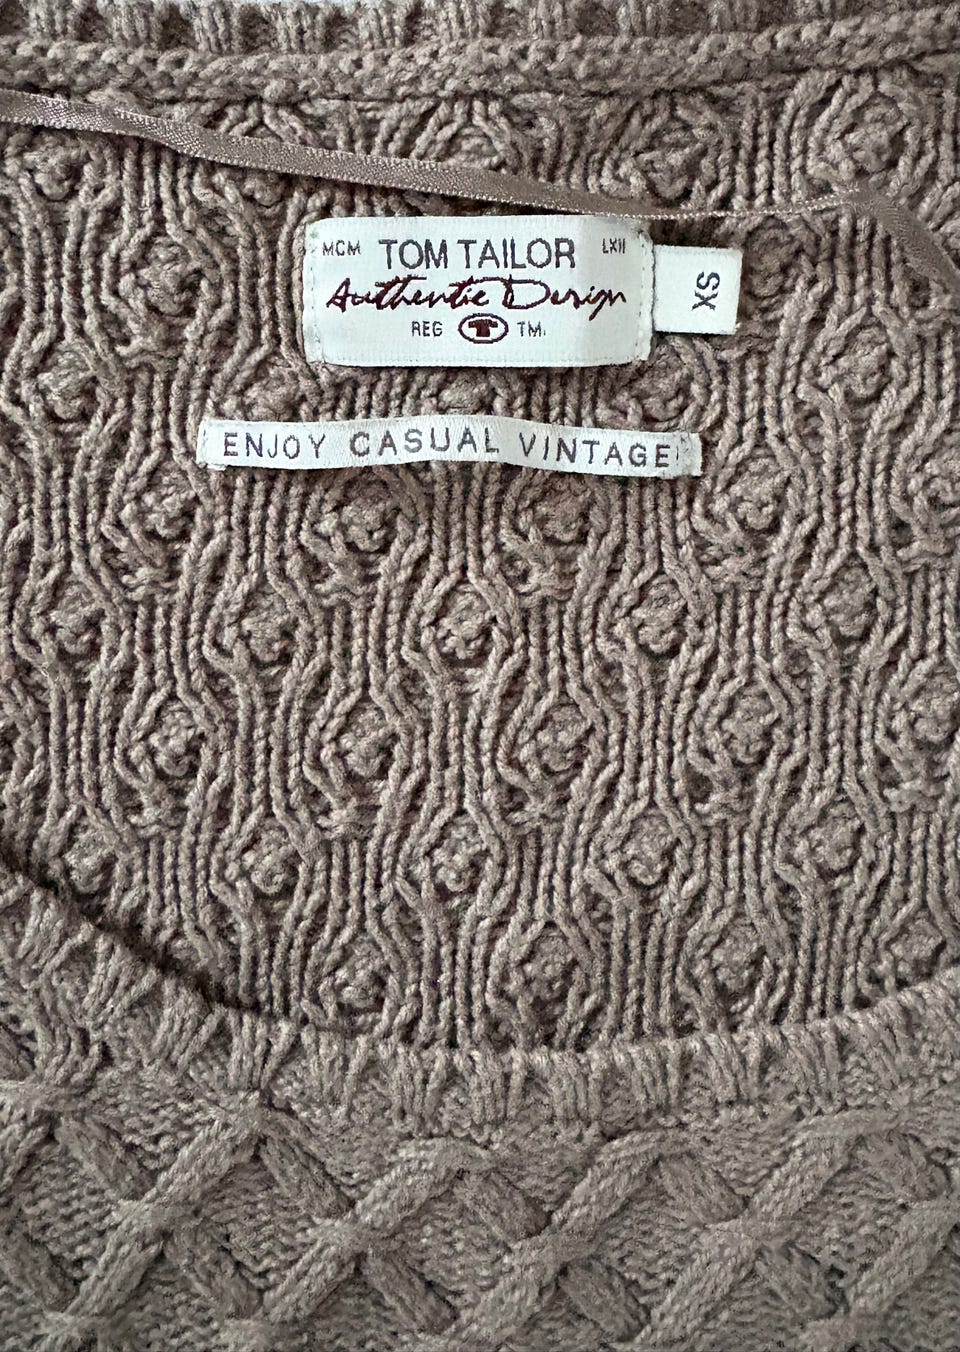 MCM TOM TAILOR LXII
Authentic Design
REG T TM.
XS
ENJOY CASUAL VINTAGE